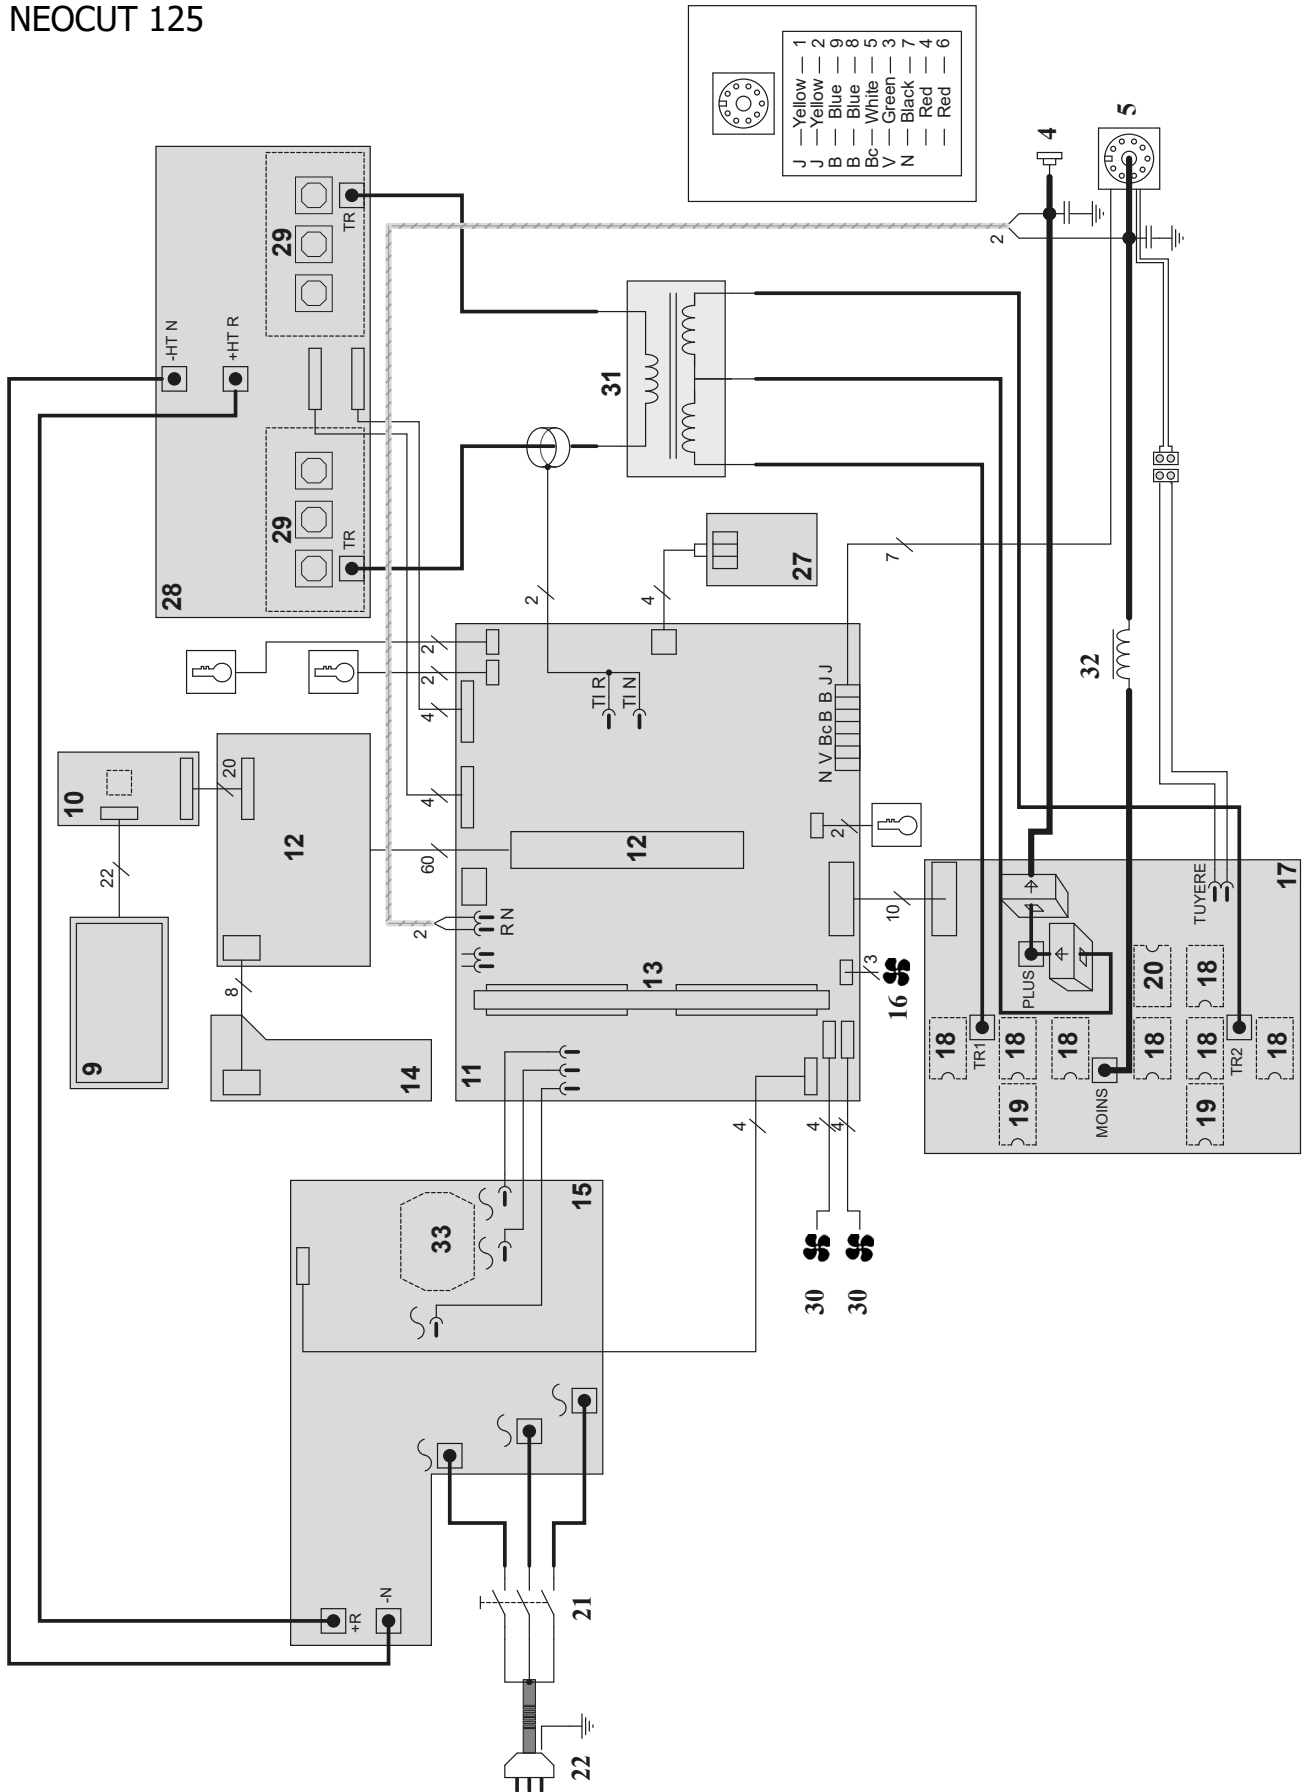 NEOCUT 125
J — Yellow — 1
J — Yellow — 2
B — Blue — 9
B — Blue — 8
Bc — White — 5
V — Green — 3
N — Black — 7
— Red — 4
— Red — 6
4
5
28
-HT N
+HT R
29
TR
29
TR
31
2
32
27
4
2
7
2
2
4
4
TI R
TI N
N V Bc B B J J
10
20
22
12
12
60
9
8
14
11
13
2
R N
2
10
3
16
4
4
4
30
30
17
TUYERE
PLUS
MOINS
TR1
TR2
18
18
18
18
18
18
18
19
19
20
15
33
+R
-N
21
22